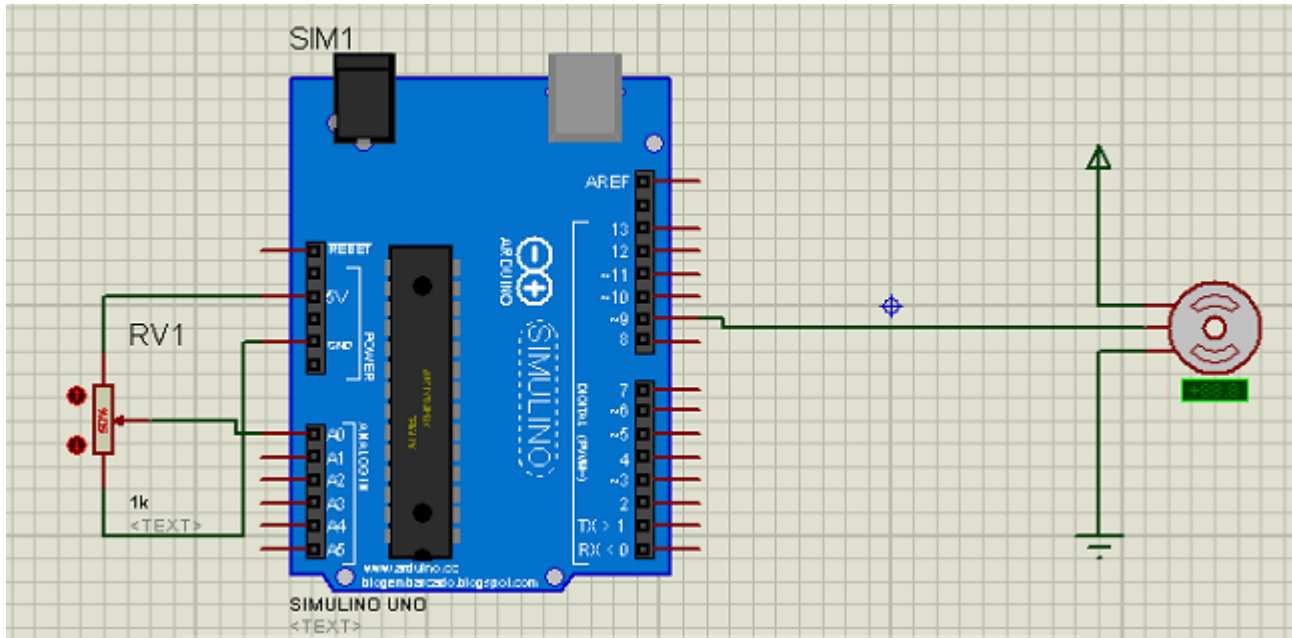 SIM1
AREF
13
12
~11
~10
~9
8
RESET
5V
GND
POWER
ARDUINO
SIMULINO
DIGITAL (PWM~)
7
~6
~5
4
~3
2
TX > 1
RX < 0
RV1
50%
1k
<TEXT>
A0
A1
A2
A3
A4
A5
ANALOG IN
www.arduino.cc
blogembarcado.blogspot.com
SIMULINO UNO
<TEXT>
+88.8